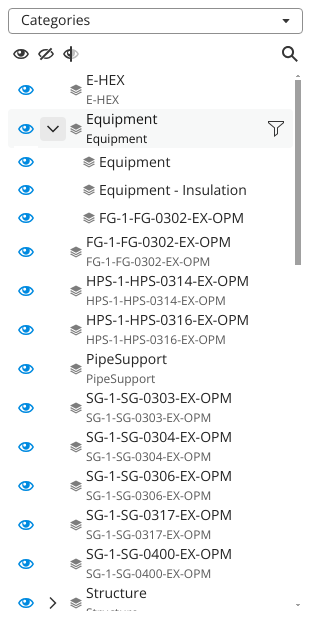 Categories
E-HEX
E-HEX
Equipment
Equipment
Equipment
Equipment - Insulation
FG-1-FG-0302-EX-OPM
FG-1-FG-0302-EX-OPM
FG-1-FG-0302-EX-OPM
HPS-1-HPS-0314-EX-OPM
HPS-1-HPS-0314-EX-OPM
HPS-1-HPS-0316-EX-OPM
HPS-1-HPS-0316-EX-OPM
PipeSupport
PipeSupport
SG-1-SG-0303-EX-OPM
SG-1-SG-0303-EX-OPM
SG-1-SG-0304-EX-OPM
SG-1-SG-0304-EX-OPM
SG-1-SG-0306-EX-OPM
SG-1-SG-0306-EX-OPM
SG-1-SG-0317-EX-OPM
SG-1-SG-0317-EX-OPM
SG-1-SG-0400-EX-OPM
SG-1-SG-0400-EX-OPM
Structure
Structure